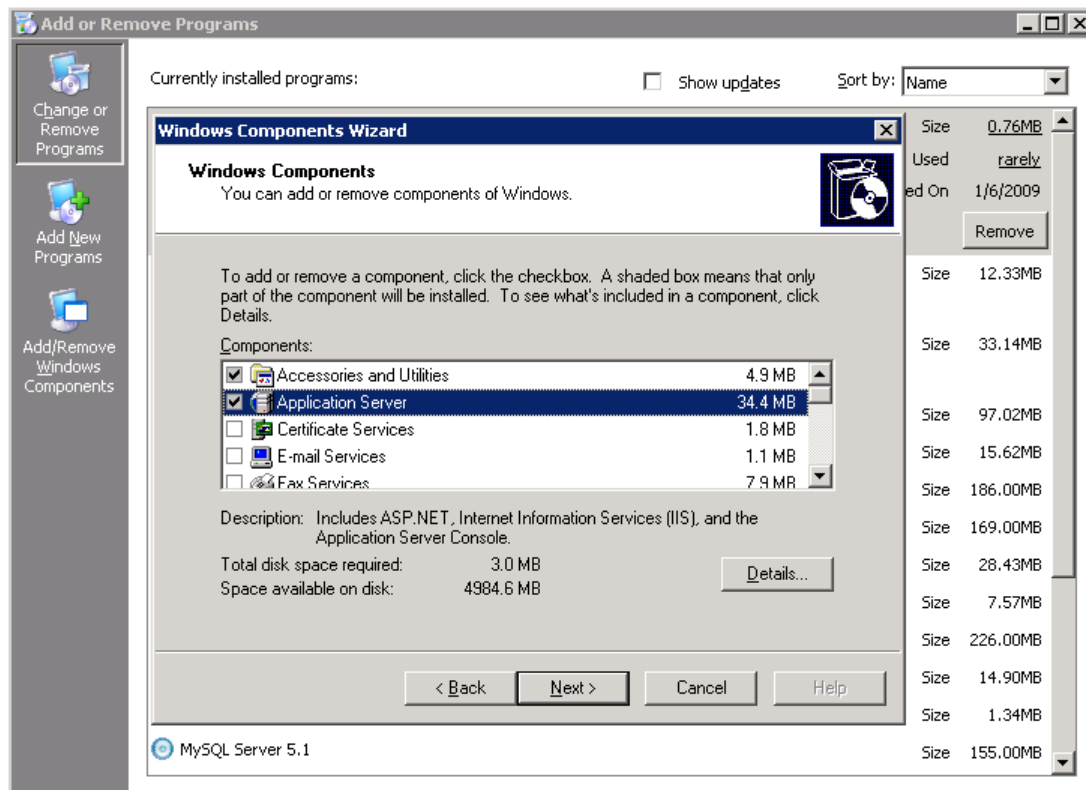 Add or Remove Programs
Change or
Remove
Programs
Add New
Programs
Add/Remove
Windows
Components
Currently installed programs:
Show updates
Sort by: Name
Windows Components Wizard
Windows Components
You can add or remove components of Windows.
To add or remove a component, click the checkbox. A shaded box means that only
part of the component will be installed. To see what's included in a component, click
Details.
Components:
Accessories and Utilities 4.9 MB
Application Server 34.4 MB
Certificate Services 1.8 MB
E-mail Services 1.1 MB
Fax Services 7.9 MB
Description: Includes ASP.NET, Internet Information Services (IIS), and the
Application Server Console.
Total disk space required: 3.0 MB
Space available on disk: 4984.6 MB
Details...
< Back
Next >
Cancel
Help
Size 0.76MB
Used rarely
ed On 1/6/2009
Remove
Size 12.33MB
Size 33.14MB
Size 97.02MB
Size 15.62MB
Size 186.00MB
Size 169.00MB
Size 28.43MB
Size 7.57MB
Size 226.00MB
Size 14.90MB
Size 1.34MB
MySQL Server 5.1 Size 155.00MB